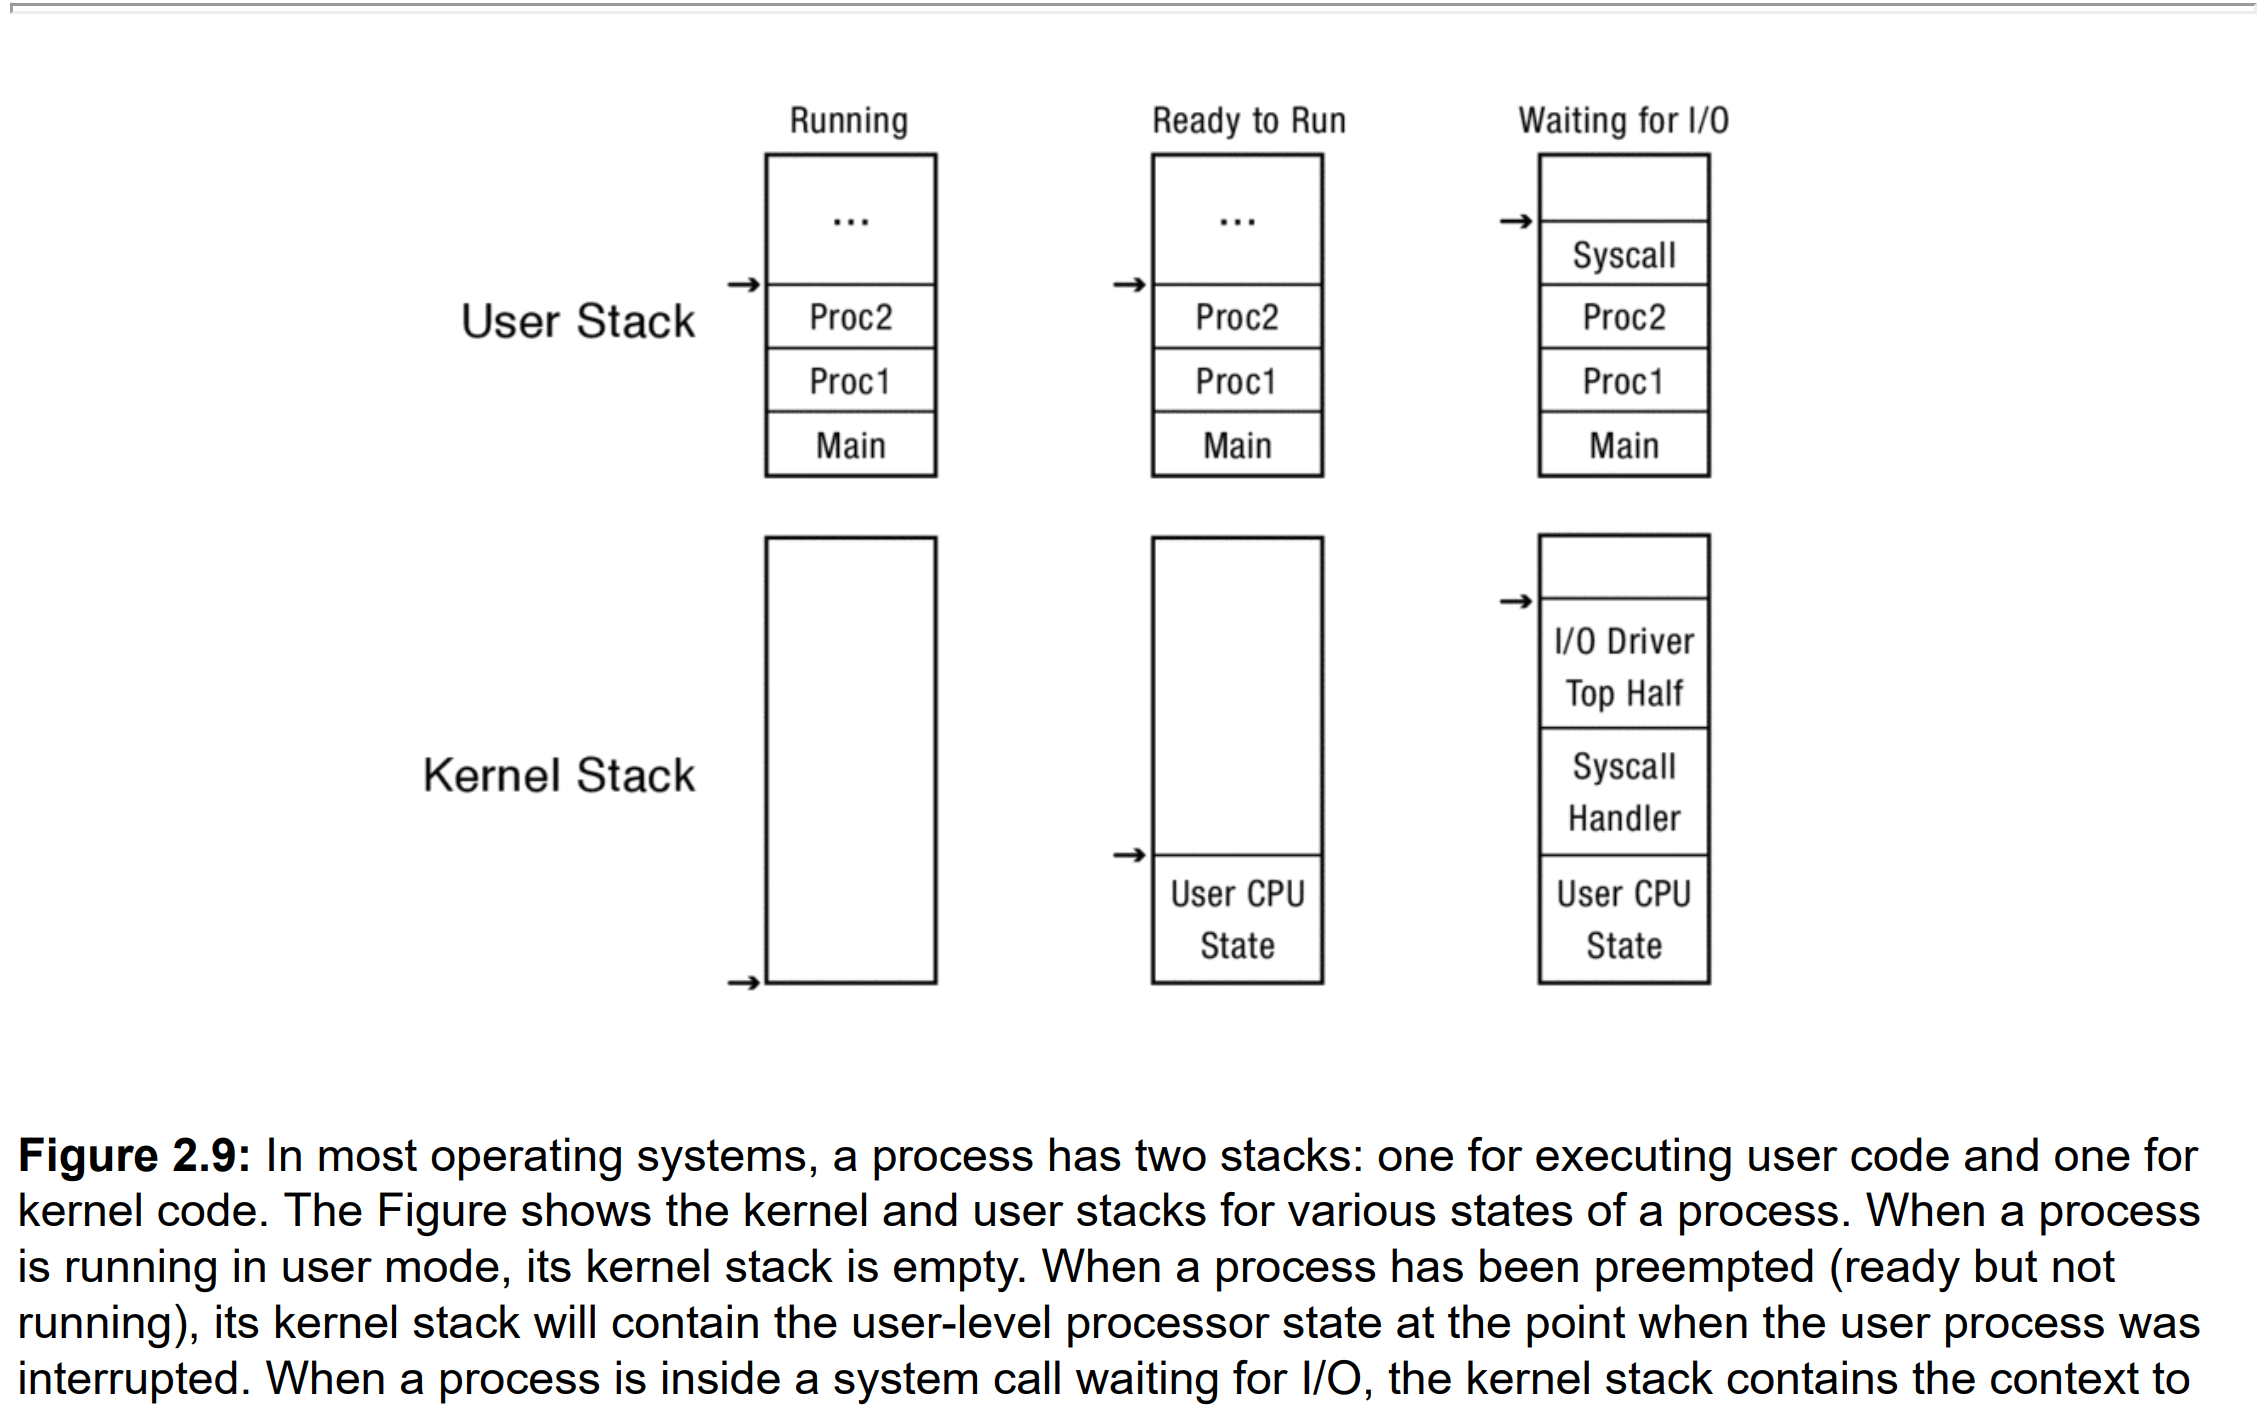 Running
Ready to Run
Waiting for I/O
User Stack
...
Proc2
Proc1
Main
...
Proc2
Proc1
Main
Syscall
Proc2
Proc1
Main
Kernel Stack
User CPU
State
I/O Driver
Top Half
Syscall
Handler
User CPU
State
Figure 2.9: In most operating systems, a process has two stacks: one for executing user code and one for
kernel code. The Figure shows the kernel and user stacks for various states of a process. When a process
is running in user mode, its kernel stack is empty. When a process has been preempted (ready but not
running), its kernel stack will contain the user-level processor state at the point when the user process was
interrupted. When a process is inside a system call waiting for I/O, the kernel stack contains the context to